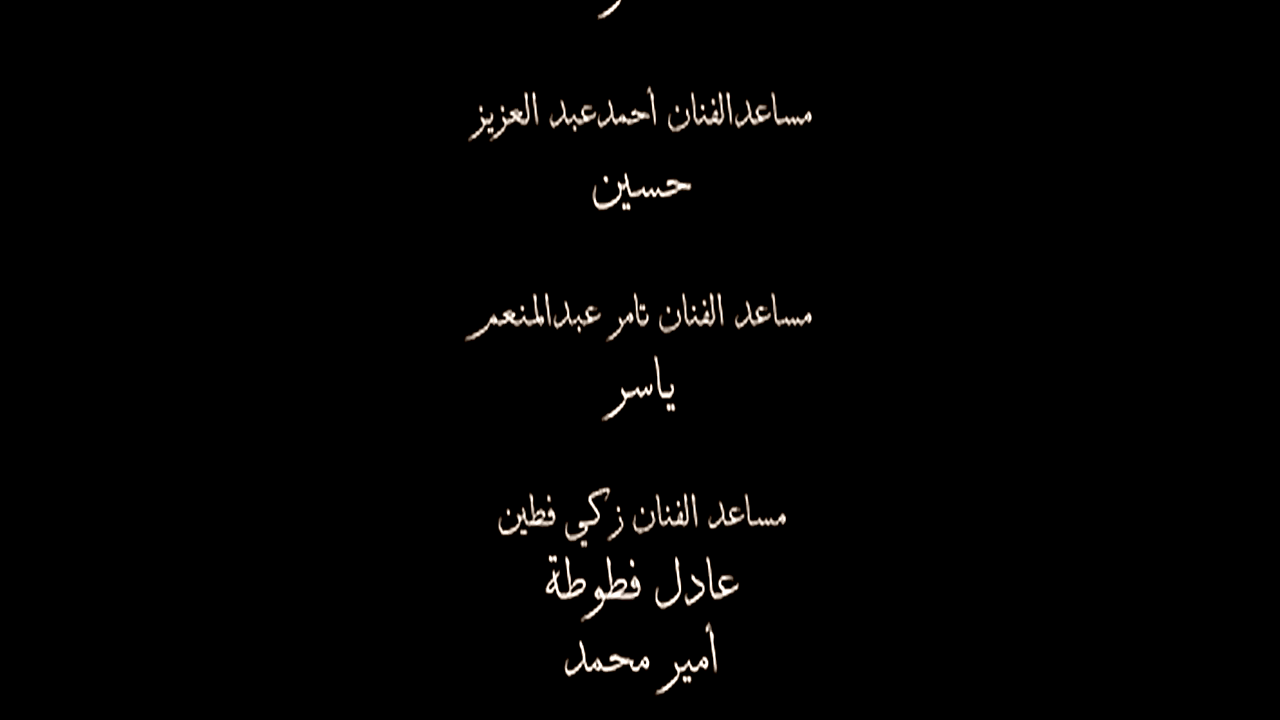 مساعدالفنان أحمدعبد العزيز
حسين
مساعد الفنان تامر عبدالمنعم
ياسر
مساعد الفنان زكي فطين
عادل فطوطة
أمير محمد